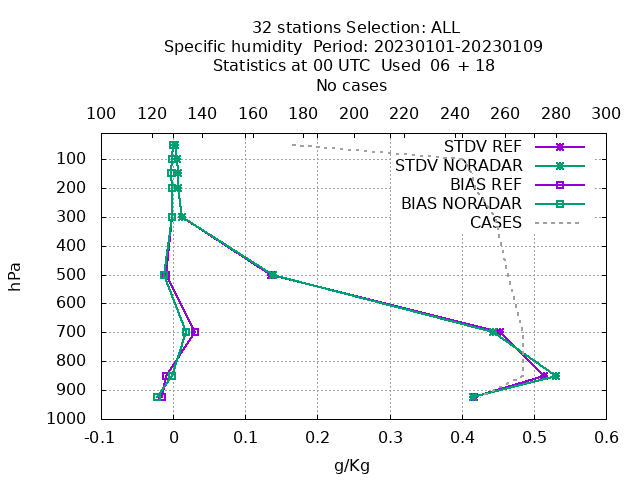 32 stations Selection: ALL
Specific humidity  Period: 20230101-20230109
Statistics at 00 UTC  Used  06 + 18
No cases
100 120 140 160 180 200 220 240 260 280 300
STDV REF
STDV NORADAR
BIAS REF
BIAS NORADAR
CASES
hPa
100
200
300
400
500
600
700
800
900
1000
-0.1 0 0.1 0.2 0.3 0.4 0.5 0.6
g/Kg